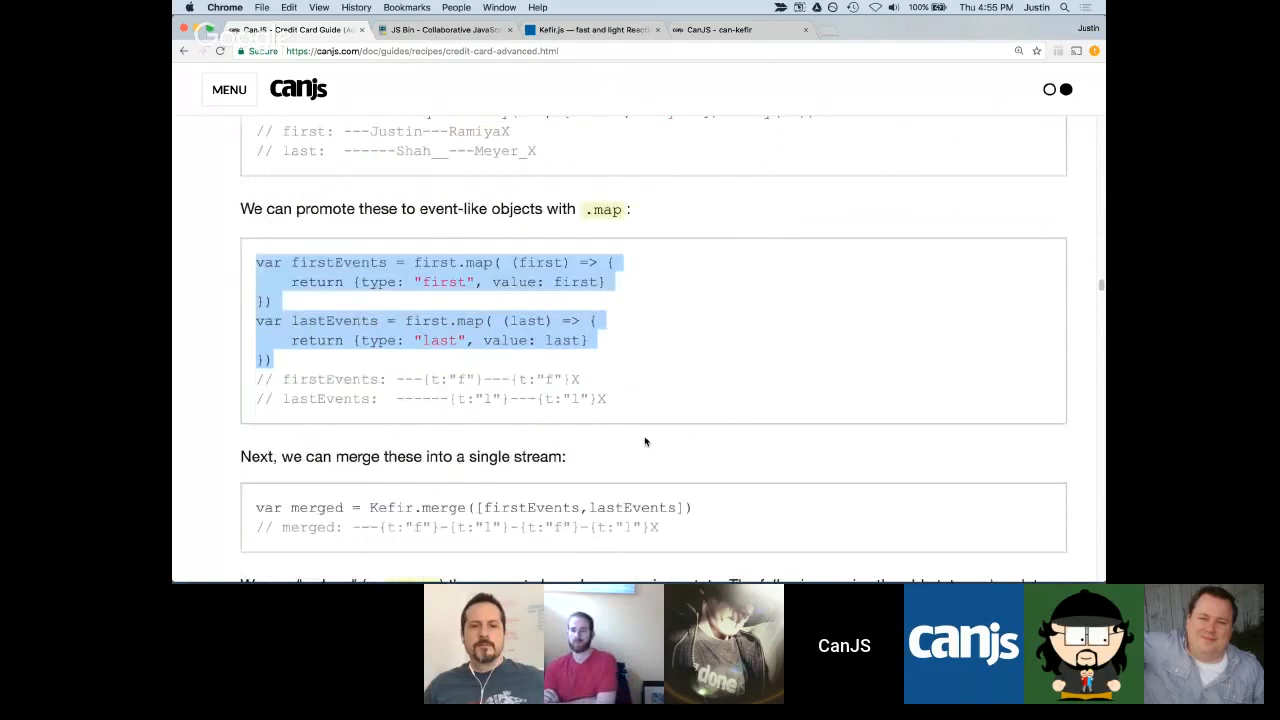 Chrome File Edit View History Bookmarks People Window Help 100% Thu 4:55 PM Justin
CanJS - Credit Card Guide (Ad × JS Bin - Collaborative JavaScr × Kefir.js — fast and light Reacti × CanJS - can-kefir × Justin
Secure https://canjs.com/doc/guides/recipes/credit-card-advanced.html
MENU canjs
// first: ---Justin---RamiyaX
// last: ------Shah__---Meyer_X
We can promote these to event-like objects with .map :
var firstEvents = first.map( (first) => {
return {type: "first", value: first}
})
var lastEvents = first.map( (last) => {
return {type: "last", value: last}
})
// firstEvents: ---{t:"f"}---{t:"f"}X
// lastEvents: ------{t:"l"}---{t:"l"}X
Next, we can merge these into a single stream:
var merged = Kefir.merge([firstEvents,lastEvents])
// merged: ---{t:"f"}-{t:"l"}-{t:"f"}-{t:"l"}X
done
CanJS
canjs